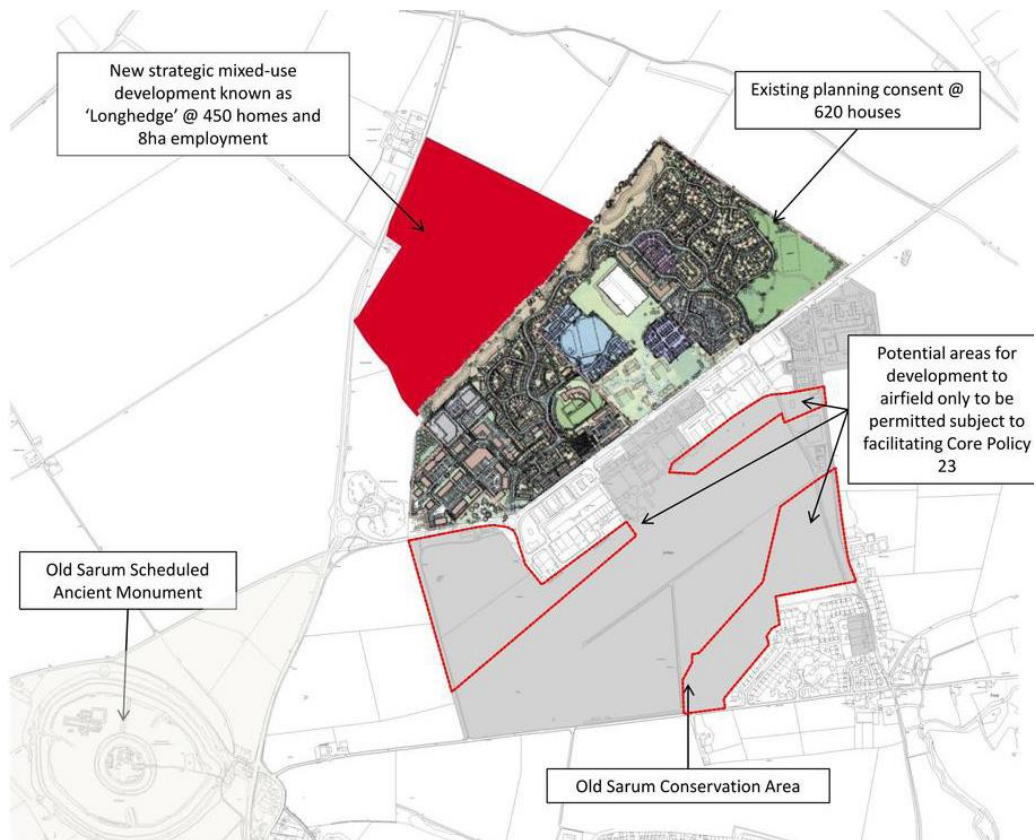 New strategic mixed-use
development known as
‘Longhedge’ @ 450 homes and
8ha employment
Existing planning consent @
620 houses
Potential areas for
development to
airfield only to be
permitted subject to
facilitating Core Policy
23
Old Sarum Scheduled
Ancient Monument
Old Sarum Conservation Area